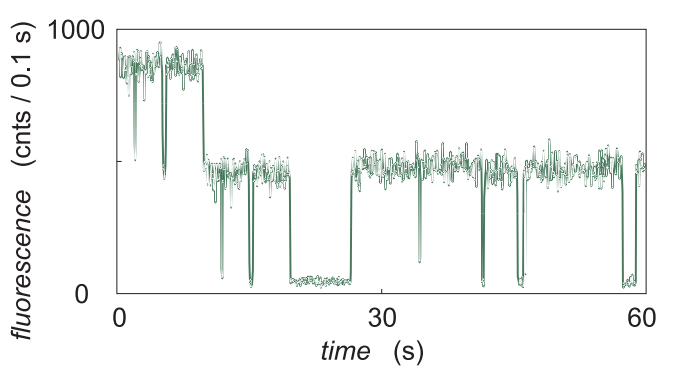 1000
fluorescence (cnts / 0.1 s)
0
0 30 60
time (s)